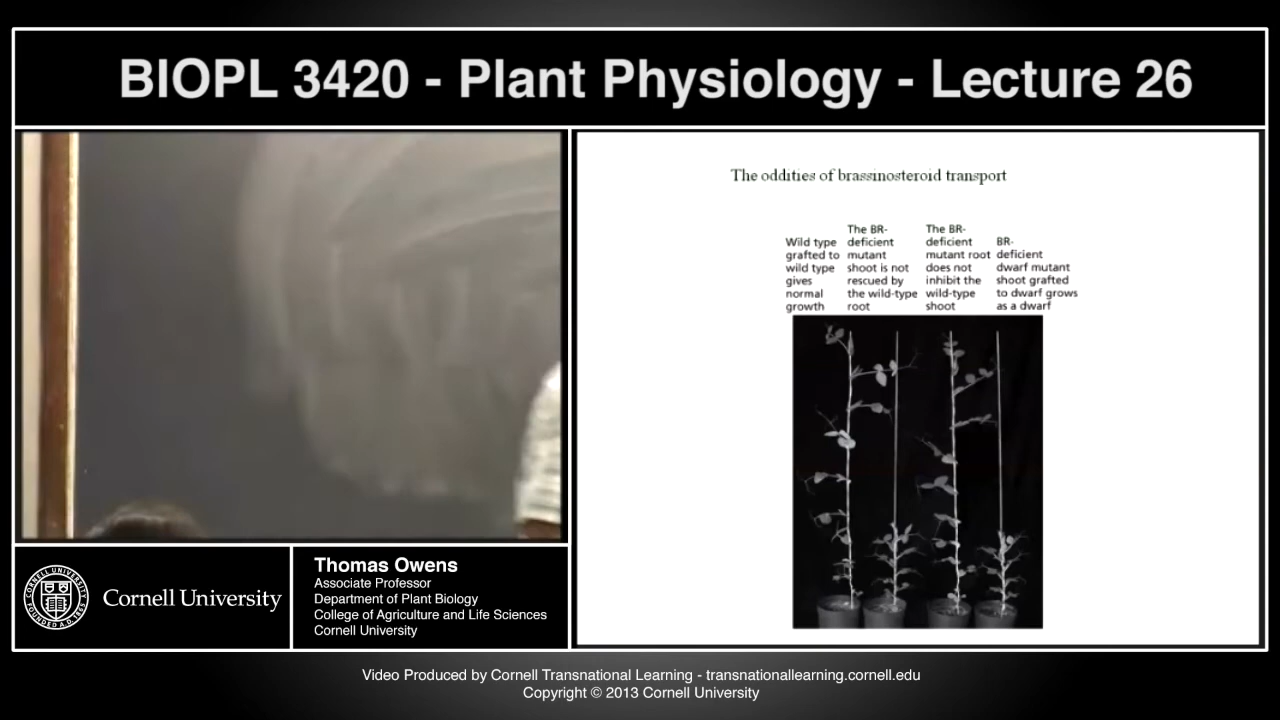 BIOPL 3420 - Plant Physiology - Lecture 26
The oddities of brassinosteroid transport
Wild type
grafted to
wild type
gives
normal
growth
The BR-
deficient
mutant
shoot is not
rescued by
the wild-type
root
The BR-
deficient
mutant root
does not
inhibit the
wild-type
shoot
BR-
deficient
dwarf mutant
shoot grafted
to dwarf grows
as a dwarf
Cornell University
Thomas Owens
Associate Professor
Department of Plant Biology
College of Agriculture and Life Sciences
Cornell University
Video Produced by Cornell Transnational Learning - transnationallearning.cornell.edu
Copyright © 2013 Cornell University